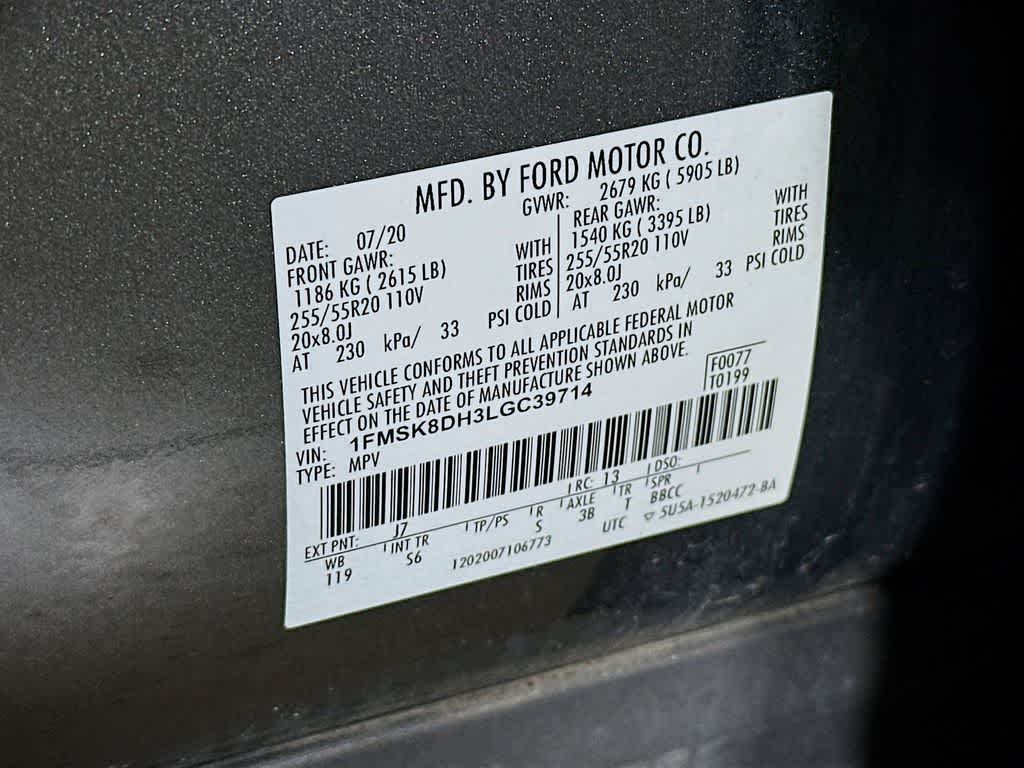 MFD. BY FORD MOTOR CO.
DATE: 07/20
GVWR: 2679 KG ( 5905 LB)
FRONT GAWR:
1186 KG ( 2615 LB) WITH
255/55R20 110V TIRES
20x8.0J RIMS
AT 230 kPa/ 33 PSI COLD
REAR GAWR:
1540 KG ( 3395 LB) WITH
255/55R20 110V TIRES
20x8.0J RIMS
AT 230 kPa/ 33 PSI COLD
THIS VEHICLE CONFORMS TO ALL APPLICABLE FEDERAL MOTOR
VEHICLE SAFETY AND THEFT PREVENTION STANDARDS IN
EFFECT ON THE DATE OF MANUFACTURE SHOWN ABOVE.
F0077
T0199
VIN: 1FMSK8DH3LGC39714
TYPE: MPV
EXT PNT: J7 RC: 13 DSO:
WB INT TR TP/PS R AXLE TR SPR
119 S6 S 3B T BBCC
1202007106773 UTC ▽ 5U5A-1520472-BA